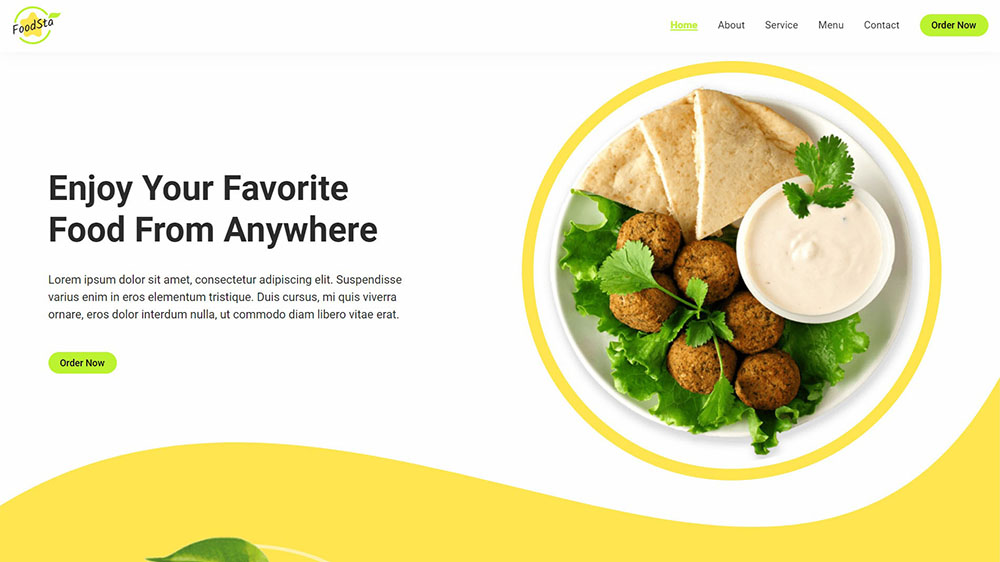 FoodSta
Home About Service Menu Contact Order Now
Enjoy Your Favorite
Food From Anywhere
Lorem ipsum dolor sit amet, consectetur adipiscing elit. Suspendisse
varius enim in eros elementum tristique. Duis cursus, mi quis viverra
ornare, eros dolor interdum nulla, ut commodo diam libero vitae erat.
Order Now